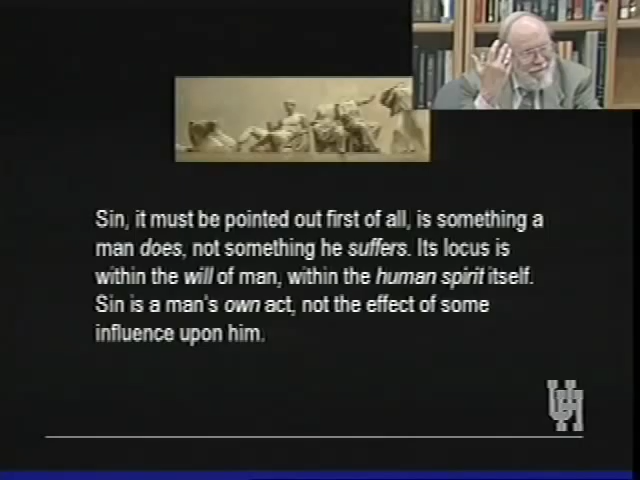 Sin, it must be pointed out first of all, is something a
man does, not something he suffers. Its locus is
within the will of man, within the human spirit itself.
Sin is a man's own act, not the effect of some
influence upon him.
UH